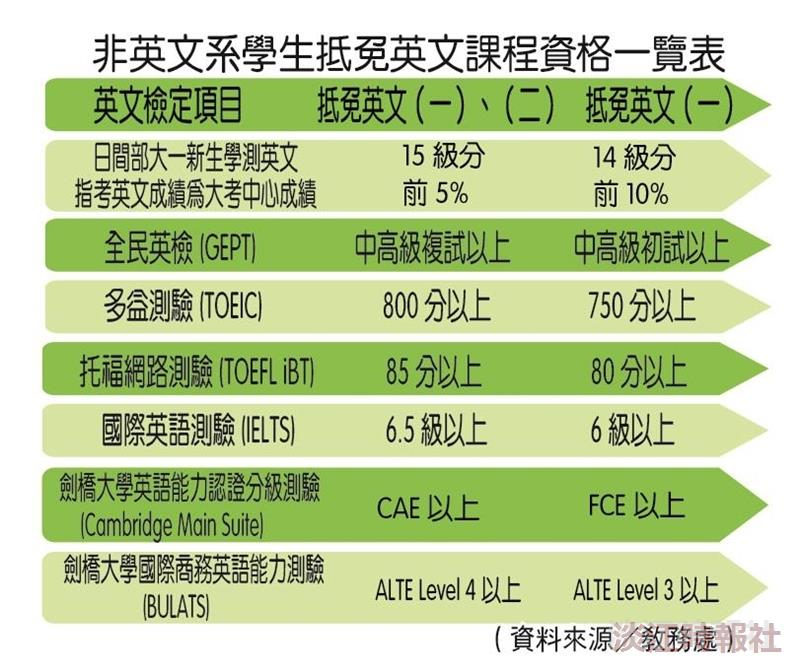 非英文系學生抵免英文課程資格一覽表
英文檢定項目 抵免英文(一)、(二) 抵免英文(一)
日間部大一新生學測英文 15 級分 14 級分
指考英文成績為大考中心成績 前 5% 前 10%
全民英檢 (GEPT) 中高級複試以上 中高級初試以上
多益測驗 (TOEIC) 800 分以上 750 分以上
托福網路測驗 (TOEFL iBT) 85 分以上 80 分以上
國際英語測驗 (IELTS) 6.5 級以上 6 級以上
劍橋大學英語能力認證分級測驗
(Cambridge Main Suite) CAE 以上 FCE 以上
劍橋大學國際商務英語能力測驗
(BULATS) ALTE Level 4 以上 ALTE Level 3 以上
(資料來源／教務處)
淡江時報社